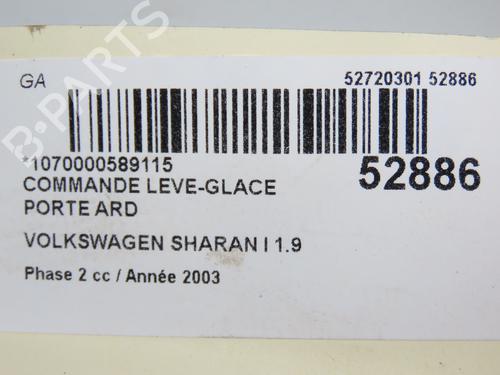 GA 52720301 52886
*1070000589115
52886
COMMANDE LEVE-GLACE
PORTE ARD
VOLKSWAGEN SHARAN I 1.9
Phase 2 cc / Année 2003
B-PARTS